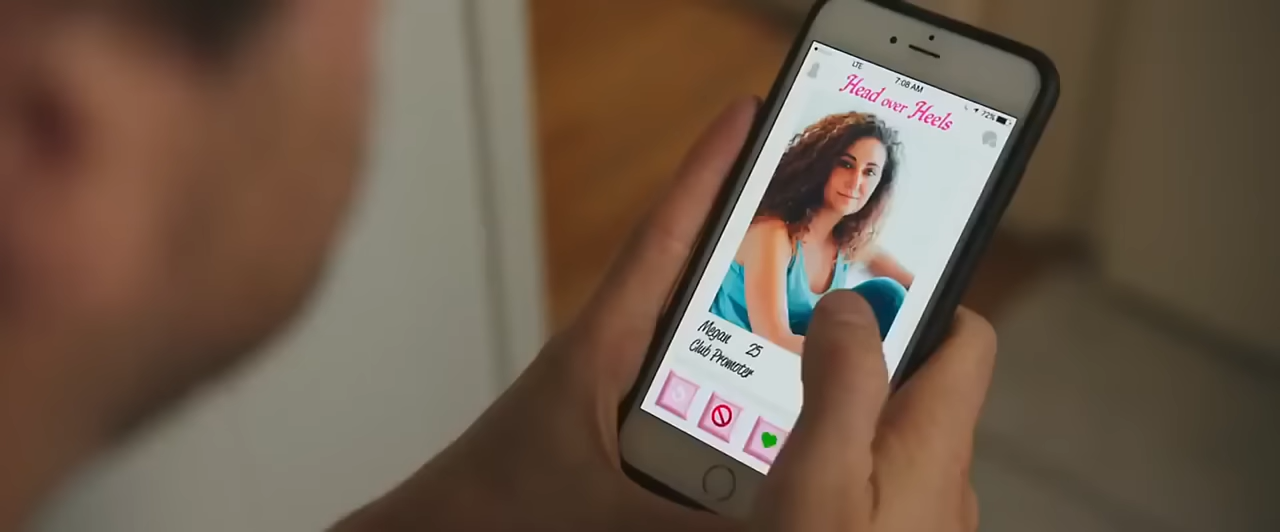 LTE 7:08 AM 72%
Head over Heels
Megan 25
Club Promoter